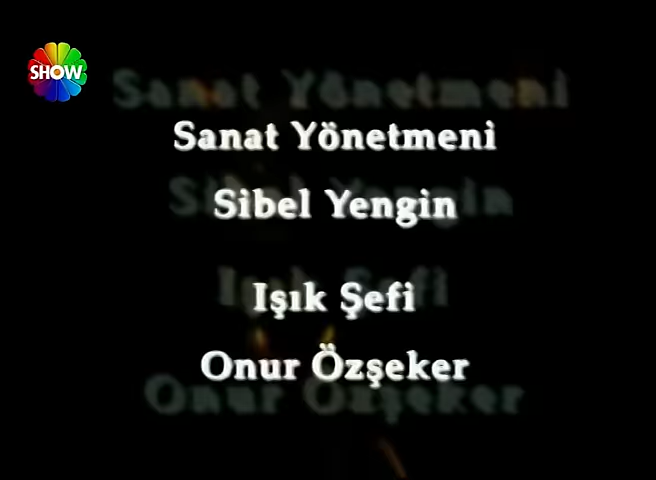 SHOW
Sanat Yönetmeni
Sibel Yengin
Işık Şefi
Onur Özşeker